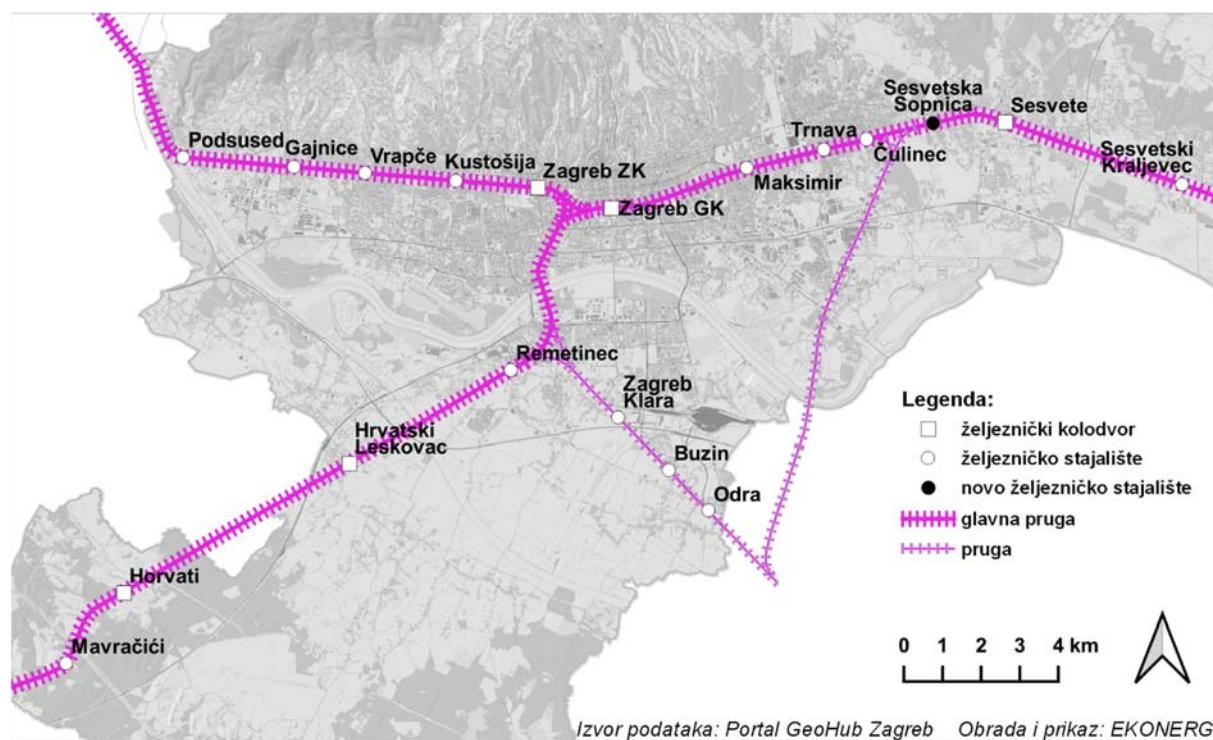 Sesvetska
Sopnica
Sesvete
Trnava
Podsused
Gajnice
Vrapče
Kustošija
Zagreb ZK
Čulinec
Sesvetski
Kraljevec
Maksimir
Zagreb GK
Remetinec
Zagreb
Klara
Hrvatski
Leskovac
Buzin
Odra
Horvati
Mavračići
Legenda:
željeznički kolodvor
željezničko stajalište
novo željezničko stajalište
glavna pruga
pruga
0 1 2 3 4 km
Izvor podataka: Portal GeoHub Zagreb Obrada i prikaz: EKONERG